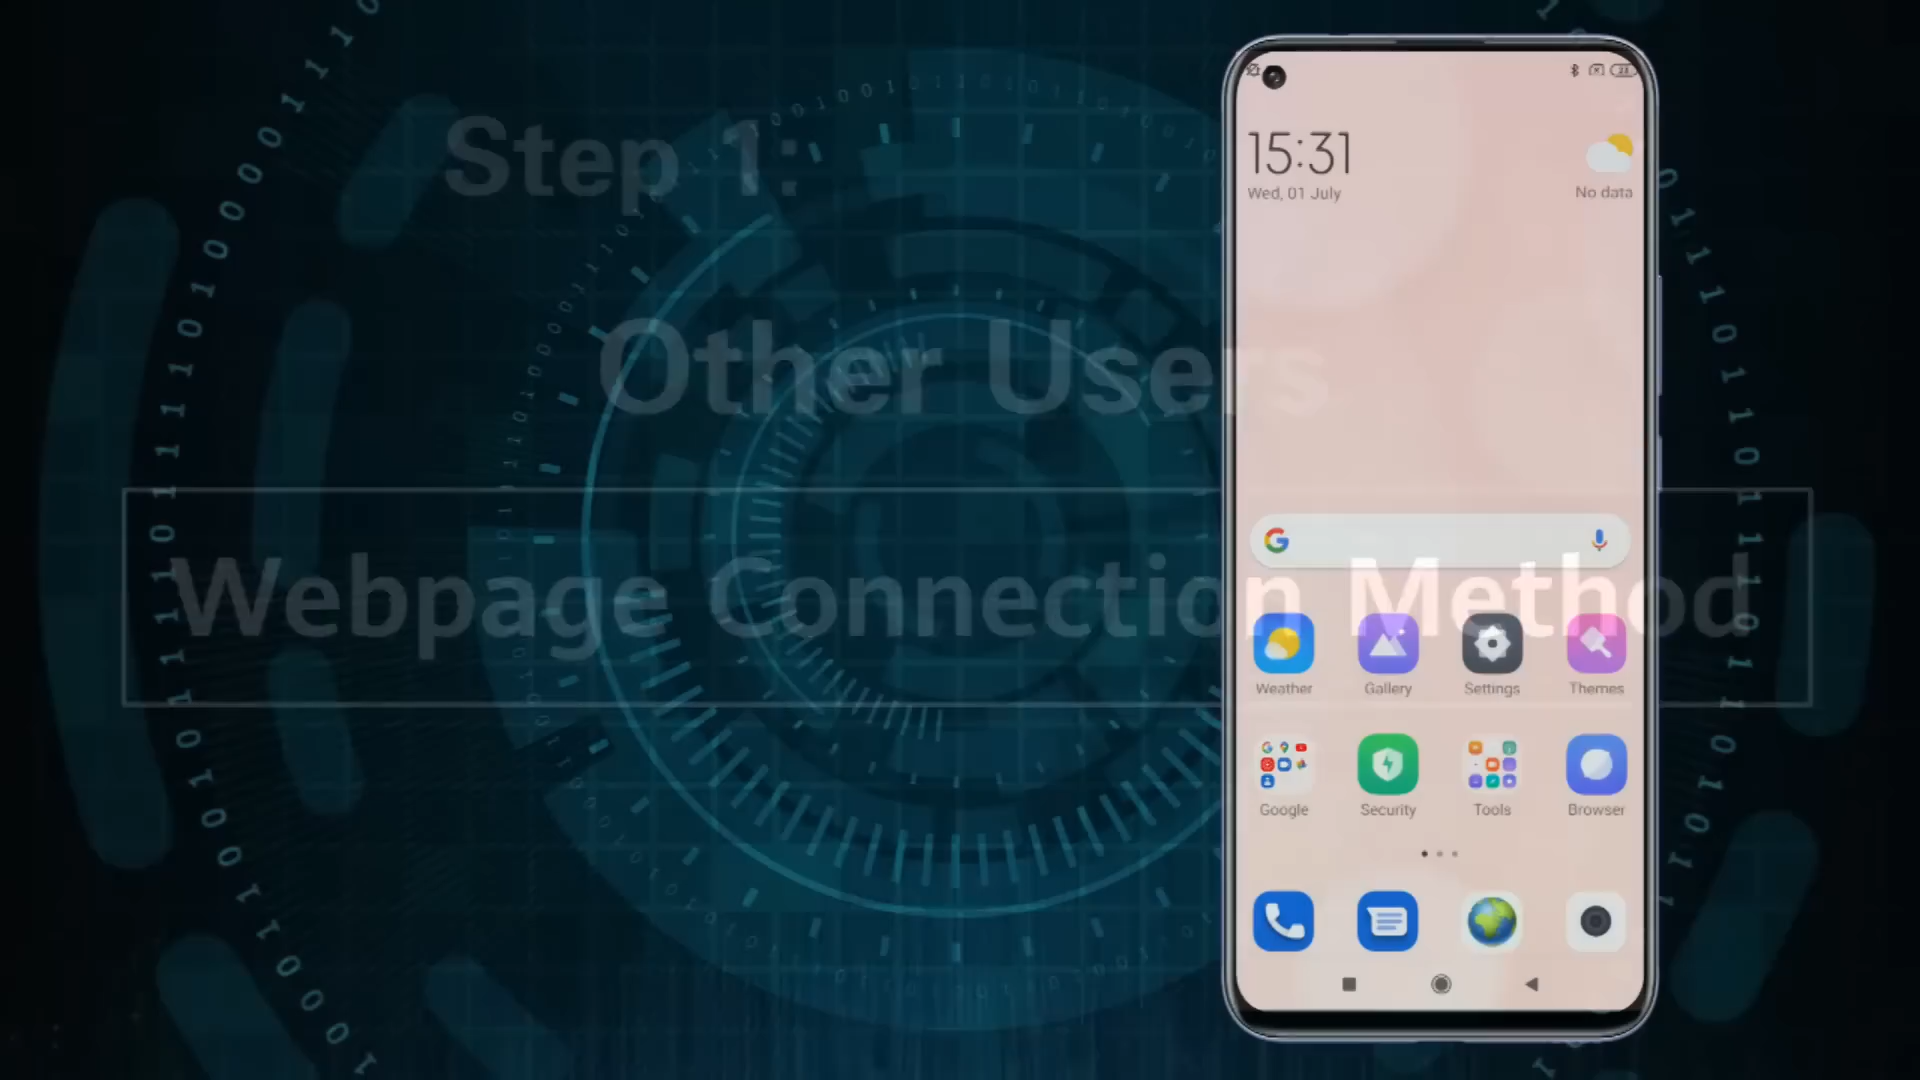 Step 1:
Other Users
Webpage Connection Method
15:31
Wed, 01 July
No data
Weather
Gallery
Settings
Themes
Google
Security
Tools
Browser